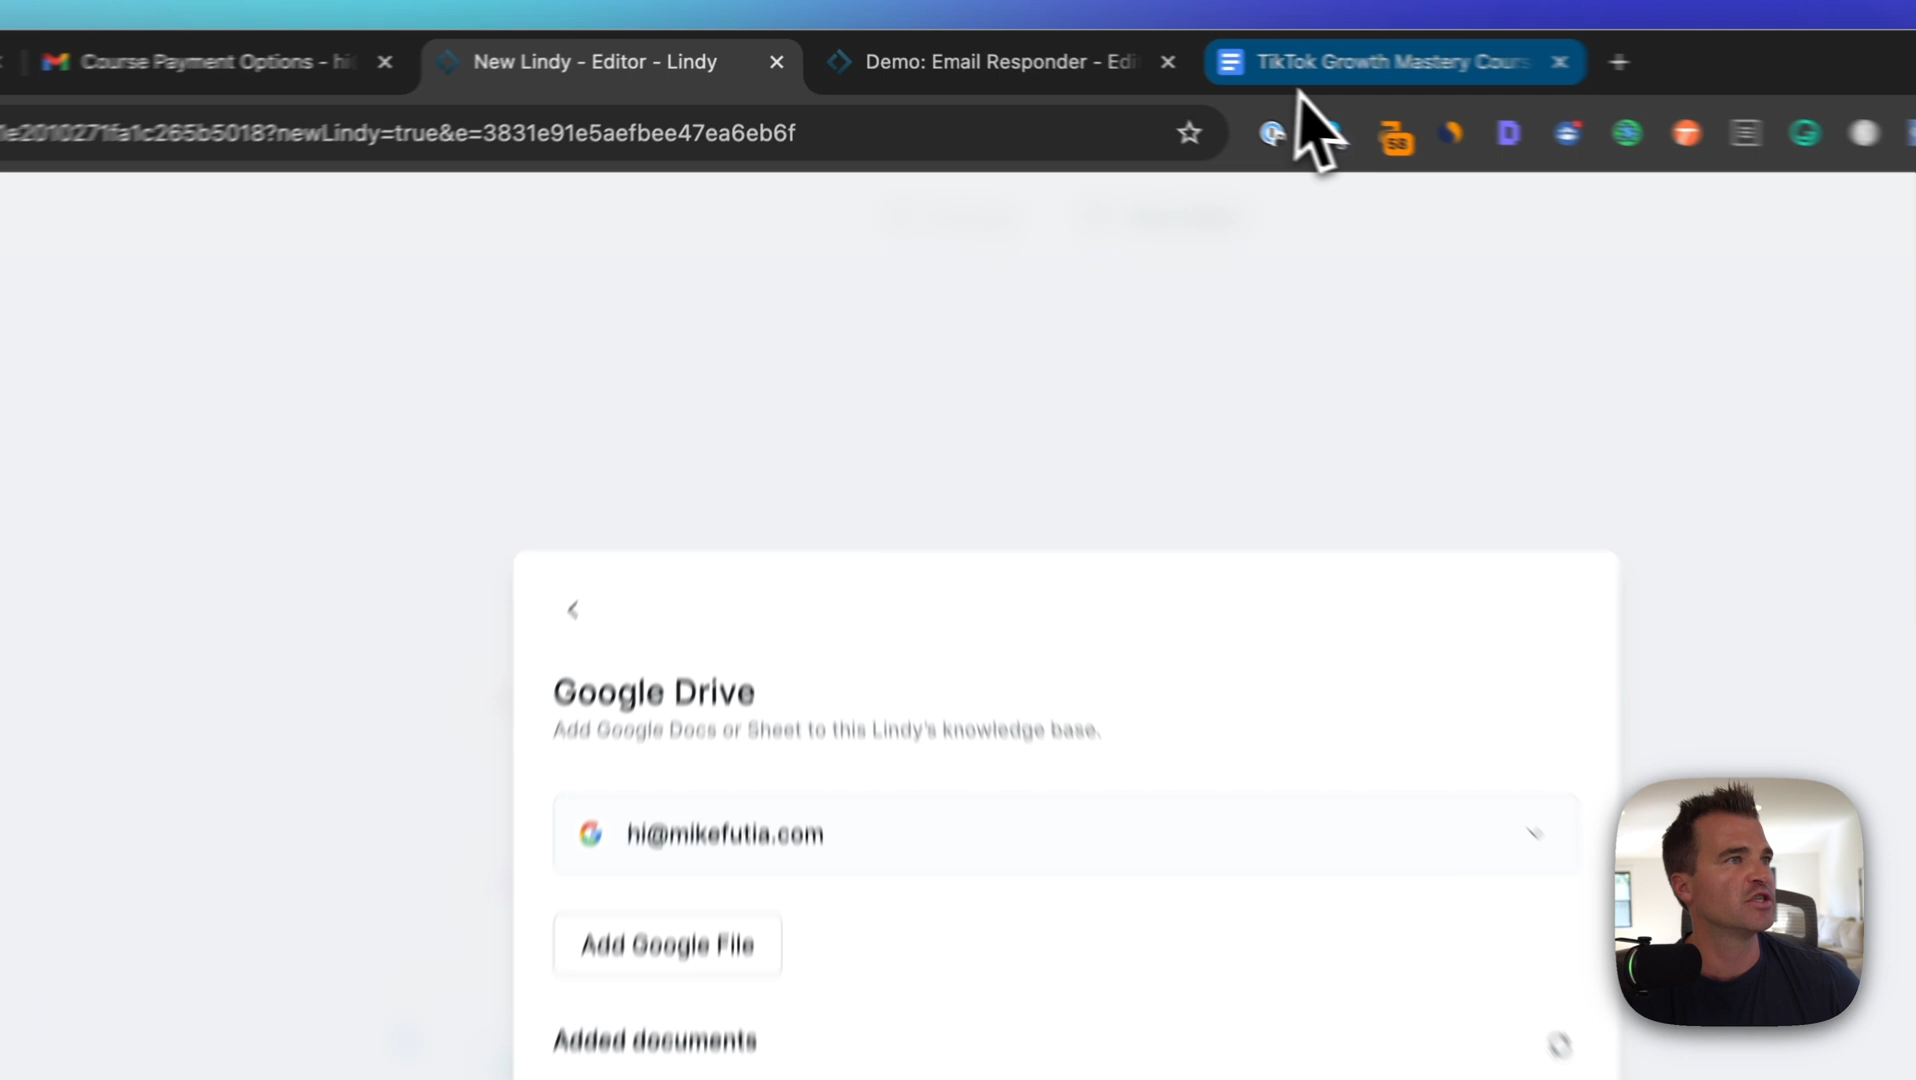 Course Payment Options - hi
New Lindy - Editor - Lindy
Demo: Email Responder - Edi
TikTok Growth Mastery Cours
1e2010271fa1c265b5018?newLindy=true&e=3831e91e5aefbee47ea6eb6f
58
Google Drive
Add Google Docs or Sheet to this Lindy's knowledge base.
hi@mikefutia.com
Add Google File
Added documents